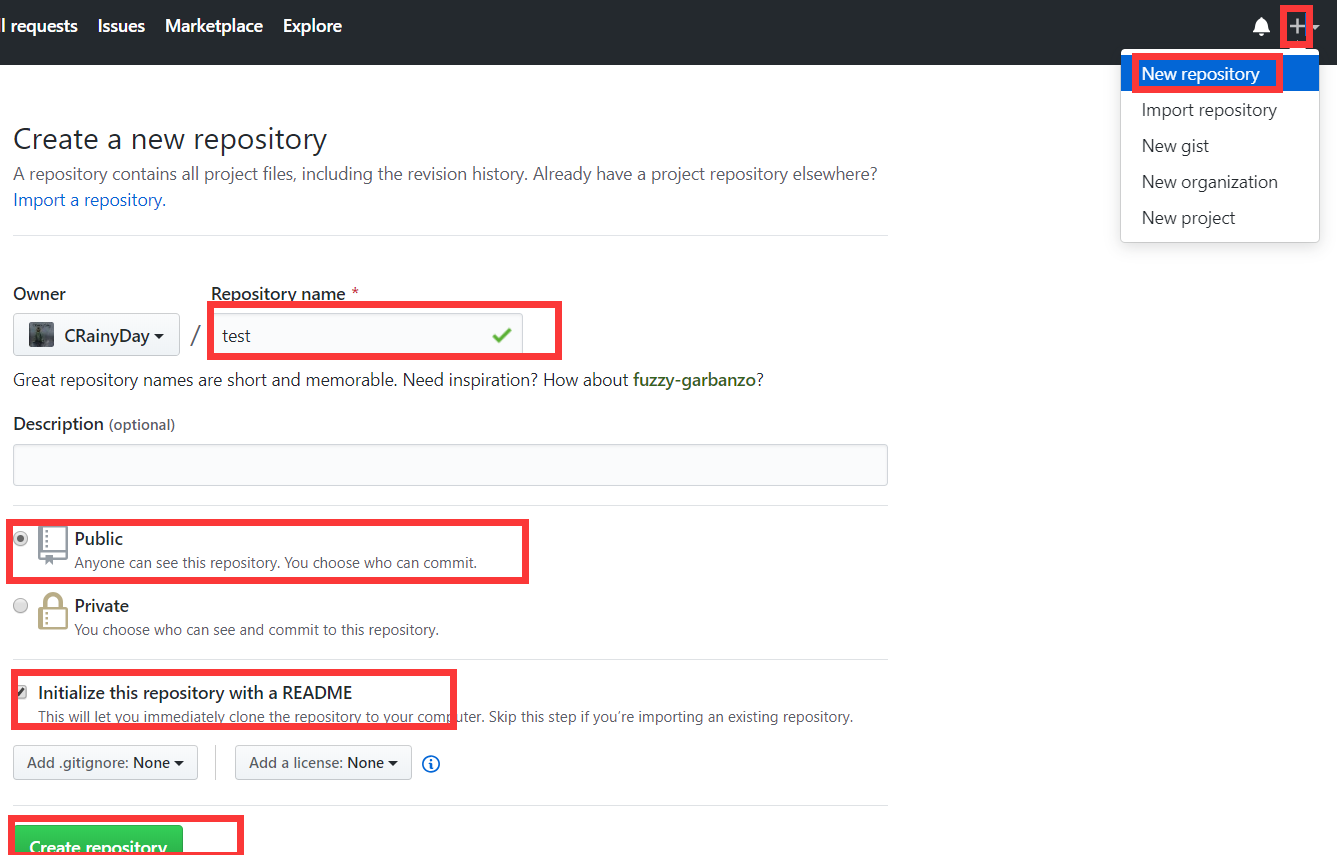 l requests Issues Marketplace Explore
New repository
Import repository
New gist
New organization
New project
Create a new repository
A repository contains all project files, including the revision history. Already have a project repository elsewhere?
Import a repository.
Owner Repository name *
CRainyDay / test
Great repository names are short and memorable. Need inspiration? How about fuzzy-garbanzo?
Description (optional)
Public
Anyone can see this repository. You choose who can commit.
Private
You choose who can see and commit to this repository.
Initialize this repository with a README
This will let you immediately clone the repository to your computer. Skip this step if you’re importing an existing repository.
Add .gitignore: None Add a license: None
Create repository